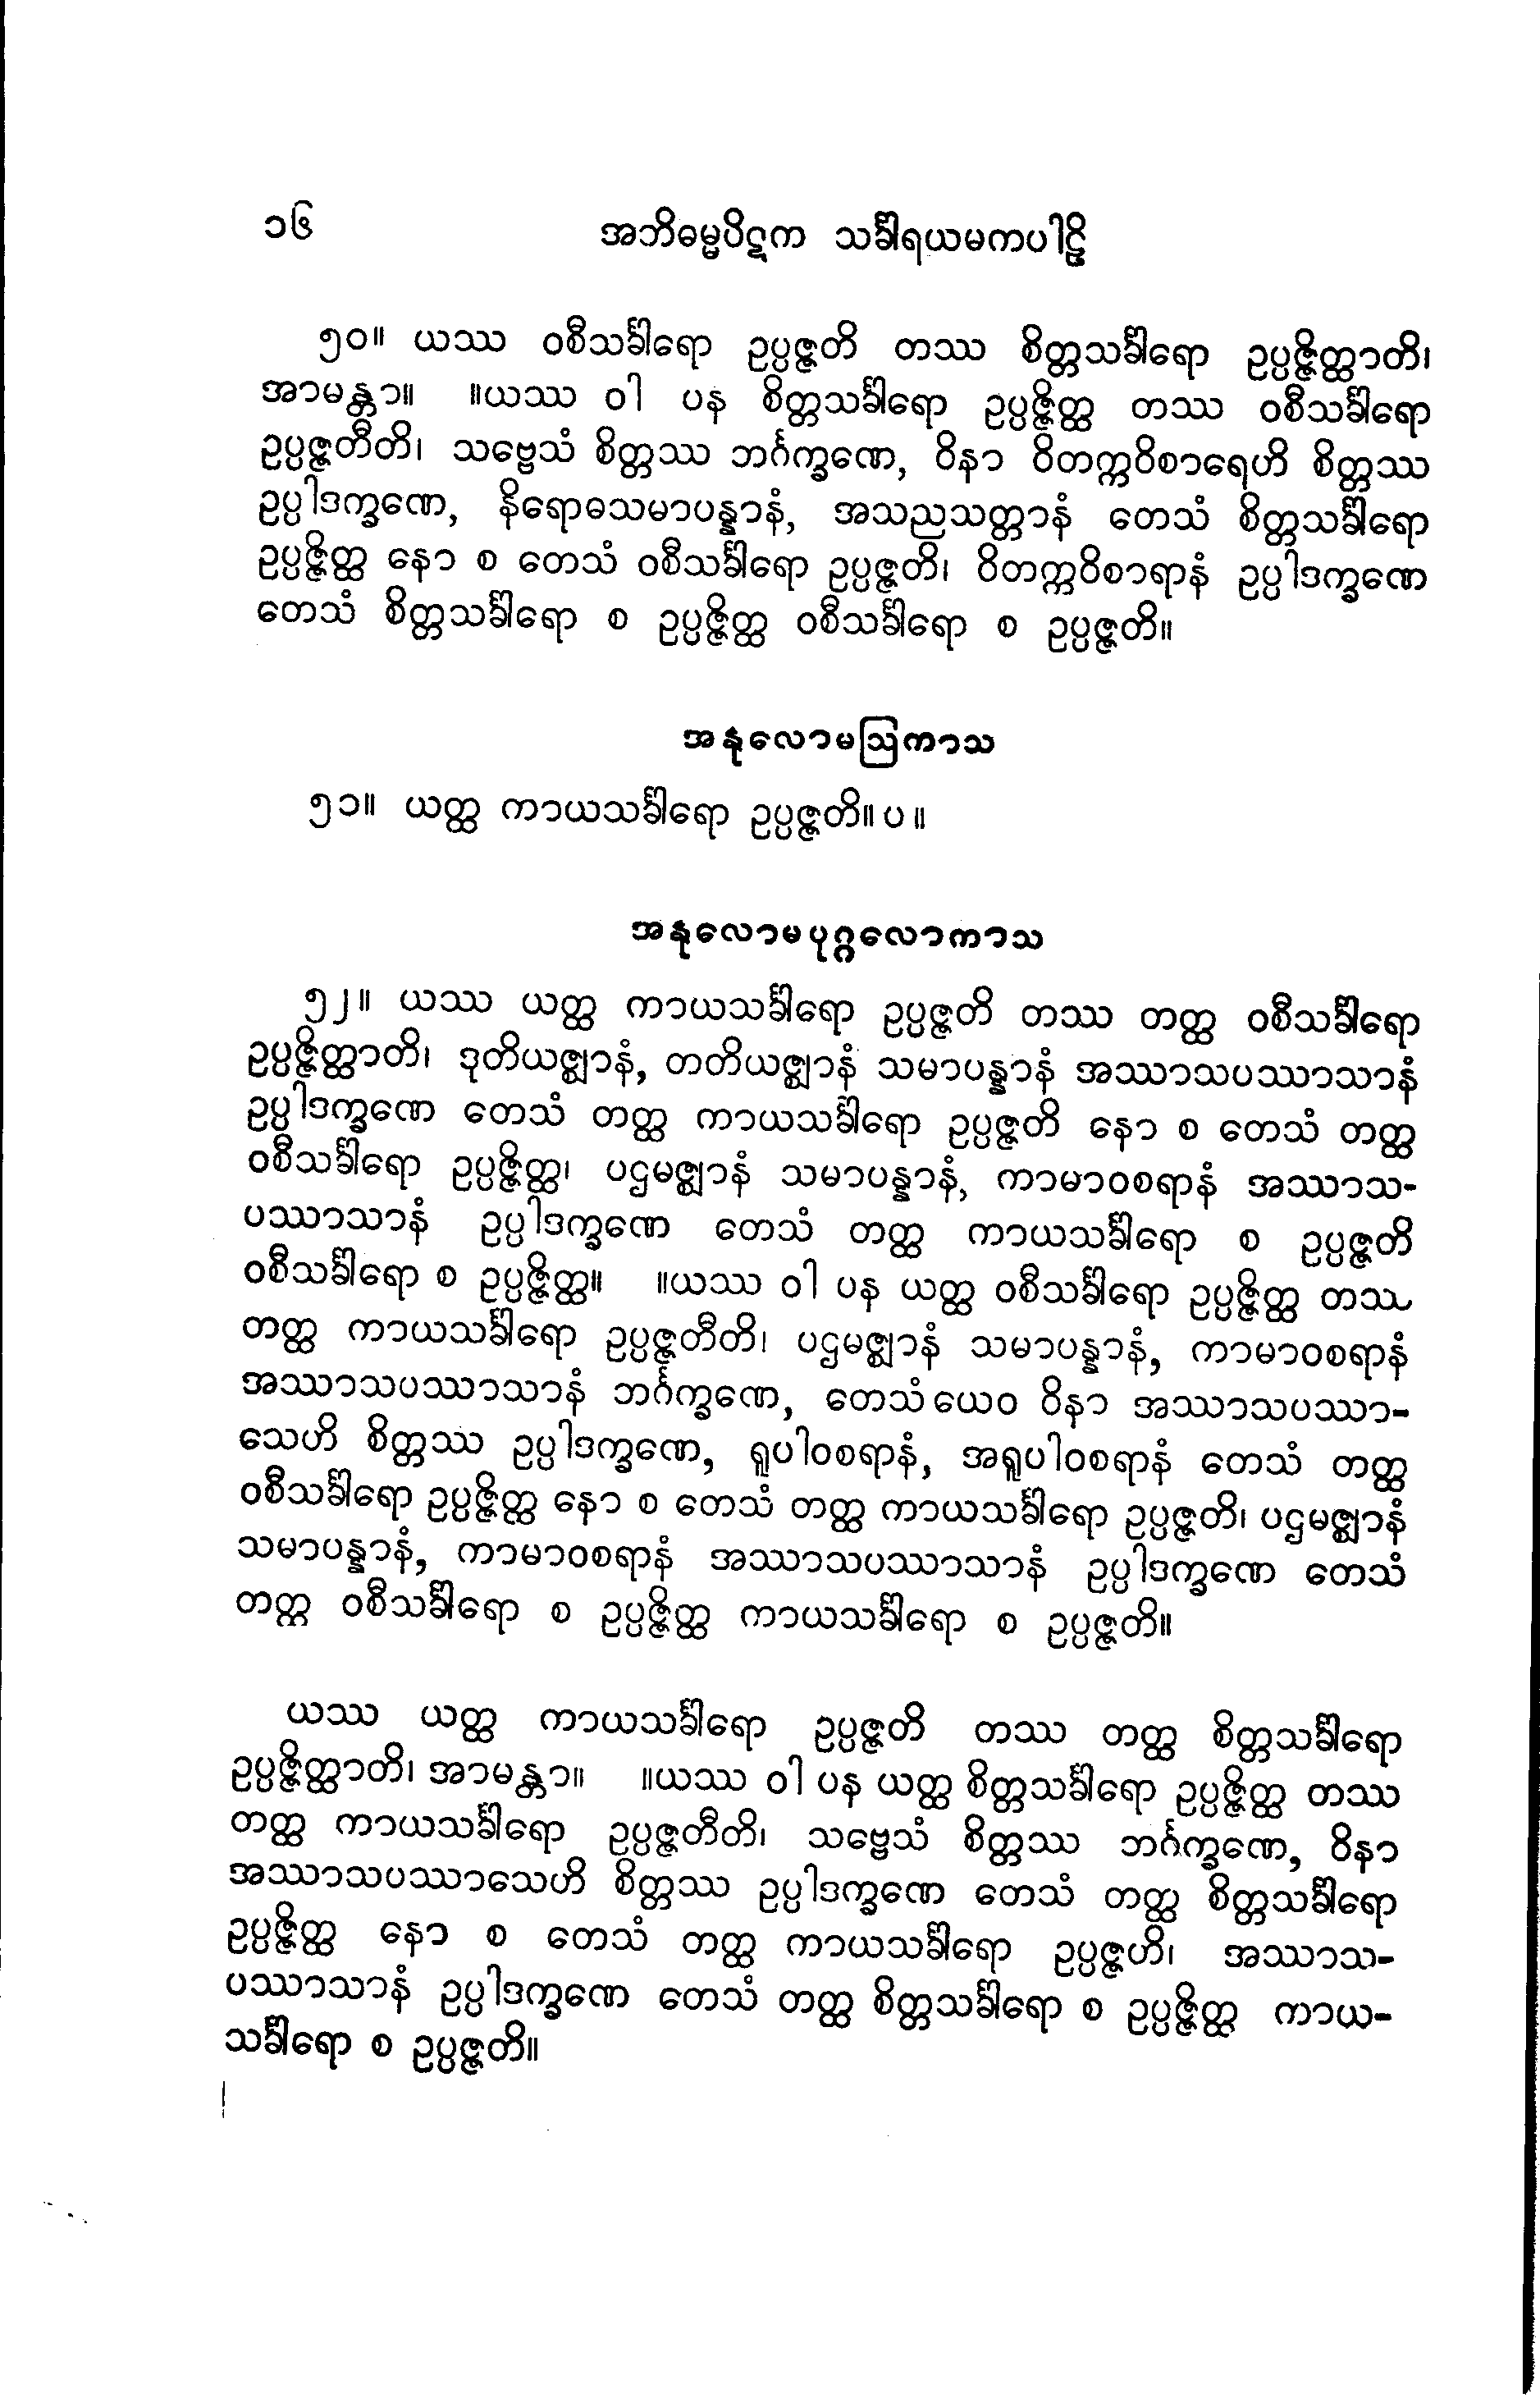 ၁၆ အဘိဓမ္မပိဋက သင်္ခါရယမကပါဠိ
၅၀။ ယဿ ဝစီသင်္ခါရော ဥပ္ပဇ္ဇတိ တဿ စိတ္တသင်္ခါရော ဥပ္ပဇ္ဇိတ္ထာတိ၊
အာမန္တာ။ ။ယဿ ဝါ ပန စိတ္တသင်္ခါရော ဥပ္ပဇ္ဇိတ္ထ တဿ ဝစီသင်္ခါရော
ဥပ္ပဇ္ဇတီတိ၊ သဗ္ဗေသံ စိတ္တဿ ဘင်္ဂက္ခဏေ, ဝိနာ ဝိတက္ကဝိစာရေဟိ စိတ္တဿ
ဥပ္ပါဒက္ခဏေ, နိရောဓသမာပန္နာနံ, အသညသတ္တာနံ တေသံ စိတ္တသင်္ခါရော
ဥပ္ပဇ္ဇိတ္ထ နော စ တေသံ ဝစီသင်္ခါရော ဥပ္ပဇ္ဇတိ၊ ဝိတက္ကဝိစာရာနံ ဥပ္ပါဒက္ခဏေ
တေသံ စိတ္တသင်္ခါရော စ ဥပ္ပဇ္ဇိတ္ထ ဝစီသင်္ခါရော စ ဥပ္ပဇ္ဇတိ။
အနုလောမဩကာသ
၅၁။ ယတ္ထ ကာယသင်္ခါရော ဥပ္ပဇ္ဇတိ။ ပ ။
အနုလောမပုဂ္ဂလောကာသ
၅၂။ ယဿ ယတ္ထ ကာယသင်္ခါရော ဥပ္ပဇ္ဇတိ တဿ တတ္ထ ဝစီသင်္ခါရော
ဥပ္ပဇ္ဇိတ္ထာတိ၊ ဒုတိယဇ္ဈာနံ, တတိယဇ္ဈာနံ သမာပန္နာနံ အဿာသပဿာသာနံ
ဥပ္ပါဒက္ခဏေ တေသံ တတ္ထ ကာယသင်္ခါရော ဥပ္ပဇ္ဇတိ နော စ တေသံ တတ္ထ
ဝစီသင်္ခါရော ဥပ္ပဇ္ဇိတ္ထ၊ ပဌမဇ္ဈာနံ သမာပန္နာနံ, ကာမာဝစရာနံ အဿာသ-
ပဿာသာနံ ဥပ္ပါဒက္ခဏေ တေသံ တတ္ထ ကာယသင်္ခါရော စ ဥပ္ပဇ္ဇတိ
ဝစီသင်္ခါရော စ ဥပ္ပဇ္ဇိတ္ထ။ ။ယဿ ဝါ ပန ယတ္ထ ဝစီသင်္ခါရော ဥပ္ပဇ္ဇိတ္ထ တဿ
တတ္ထ ကာယသင်္ခါရော ဥပ္ပဇ္ဇတီတိ၊ ပဌမဇ္ဈာနံ သမာပန္နာနံ, ကာမာဝစရာနံ
အဿာသပဿာသာနံ ဘင်္ဂက္ခဏေ, တေသံယေဝ ဝိနာ အဿာသပဿာ-
သေဟိ စိတ္တဿ ဥပ္ပါဒက္ခဏေ, ရူပါဝစရာနံ, အရူပါဝစရာနံ တေသံ တတ္ထ
ဝစီသင်္ခါရော ဥပ္ပဇ္ဇိတ္ထ နော စ တေသံ တတ္ထ ကာယသင်္ခါရော ဥပ္ပဇ္ဇတိ၊ ပဌမဇ္ဈာနံ
သမာပန္နာနံ, ကာမာဝစရာနံ အဿာသပဿာသာနံ ဥပ္ပါဒက္ခဏေ တေသံ
တတ္ထ ဝစီသင်္ခါရော စ ဥပ္ပဇ္ဇိတ္ထ ကာယသင်္ခါရော စ ဥပ္ပဇ္ဇတိ။
ယဿ ယတ္ထ ကာယသင်္ခါရော ဥပ္ပဇ္ဇတိ တဿ တတ္ထ စိတ္တသင်္ခါရော
ဥပ္ပဇ္ဇိတ္ထာတိ၊ အာမန္တာ။ ။ယဿ ဝါ ပန ယတ္ထ စိတ္တသင်္ခါရော ဥပ္ပဇ္ဇိတ္ထ တဿ
တတ္ထ ကာယသင်္ခါရော ဥပ္ပဇ္ဇတီတိ၊ သဗ္ဗေသံ စိတ္တဿ ဘင်္ဂက္ခဏေ, ဝိနာ
အဿာသပဿာသေဟိ စိတ္တဿ ဥပ္ပါဒက္ခဏေ တေသံ တတ္ထ စိတ္တသင်္ခါရော
ဥပ္ပဇ္ဇိတ္ထ နော စ တေသံ တတ္ထ ကာယသင်္ခါရော ဥပ္ပဇ္ဇဟိ၊ အဿာသ-
ပဿာသာနံ ဥပ္ပါဒက္ခဏေ တေသံ တတ္ထ စိတ္တသင်္ခါရော စ ဥပ္ပဇ္ဇိတ္ထ ကာယ-
သင်္ခါရော စ ဥပ္ပဇ္ဇတိ။